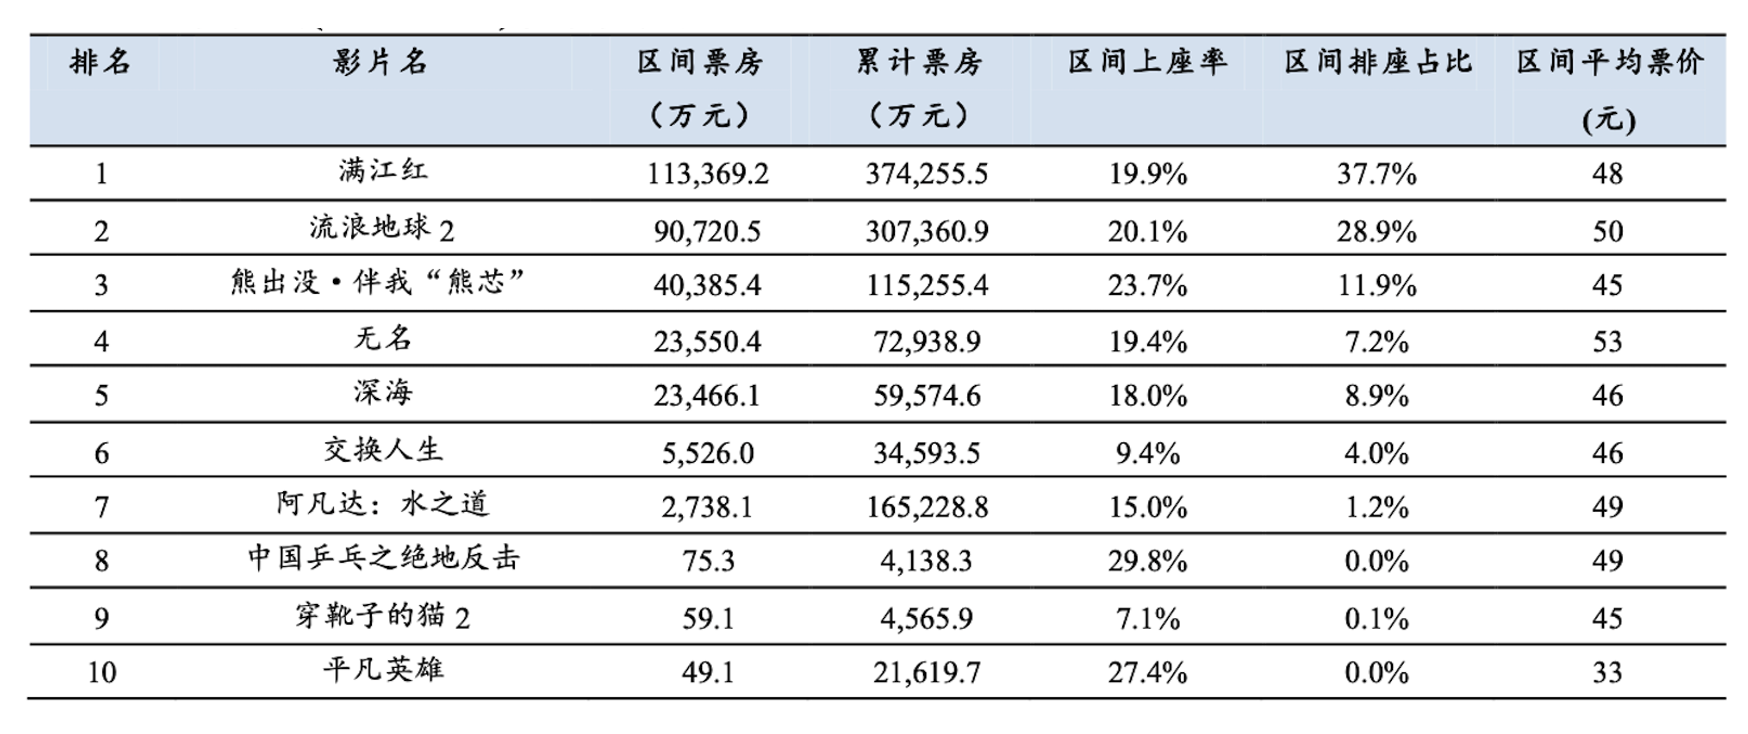 排名 影片名 区间票房 累计票房 区间上座率 区间排座占比 区间平均票价
（万元） （万元） (元)
1 满江红 113,369.2 374,255.5 19.9% 37.7% 48
2 流浪地球 2 90,720.5 307,360.9 20.1% 28.9% 50
3 熊出没·伴我“熊芯” 40,385.4 115,255.4 23.7% 11.9% 45
4 无名 23,550.4 72,938.9 19.4% 7.2% 53
5 深海 23,466.1 59,574.6 18.0% 8.9% 46
6 交换人生 5,526.0 34,593.5 9.4% 4.0% 46
7 阿凡达：水之道 2,738.1 165,228.8 15.0% 1.2% 49
8 中国乒乓之绝地反击 75.3 4,138.3 29.8% 0.0% 49
9 穿靴子的猫 2 59.1 4,565.9 7.1% 0.1% 45
10 平凡英雄 49.1 21,619.7 27.4% 0.0% 33